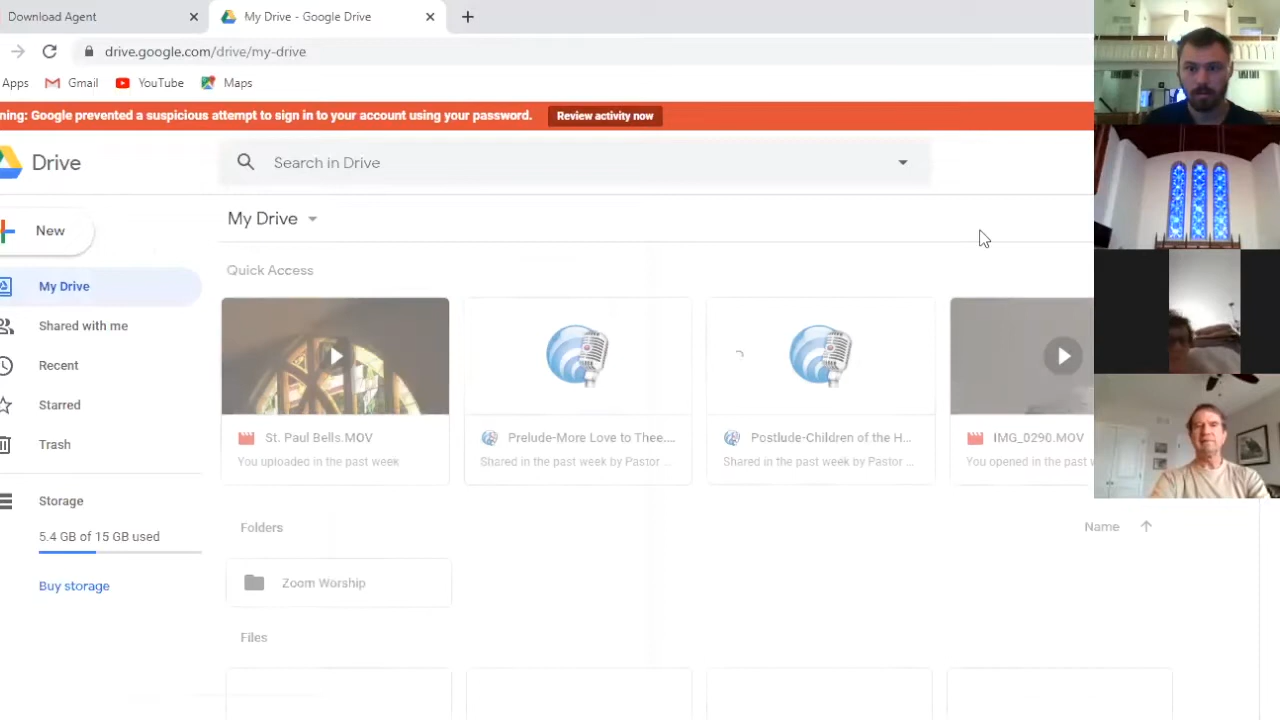 Download Agent
My Drive - Google Drive
drive.google.com/drive/my-drive
Apps
Gmail
YouTube
Maps
ning: Google prevented a suspicious attempt to sign in to your account using your password.
Review activity now
Drive
Search in Drive
New
My Drive
My Drive
Shared with me
Recent
Starred
Trash
Storage
5.4 GB of 15 GB used
Buy storage
Quick Access
St. Paul Bells.MOV
You uploaded in the past week
Prelude-More Love to Thee....
Shared in the past week by Pastor ...
Postlude-Children of the H...
Shared in the past week by Pastor ...
IMG_0290.MOV
You opened in the past
Folders
Name
Zoom Worship
Files